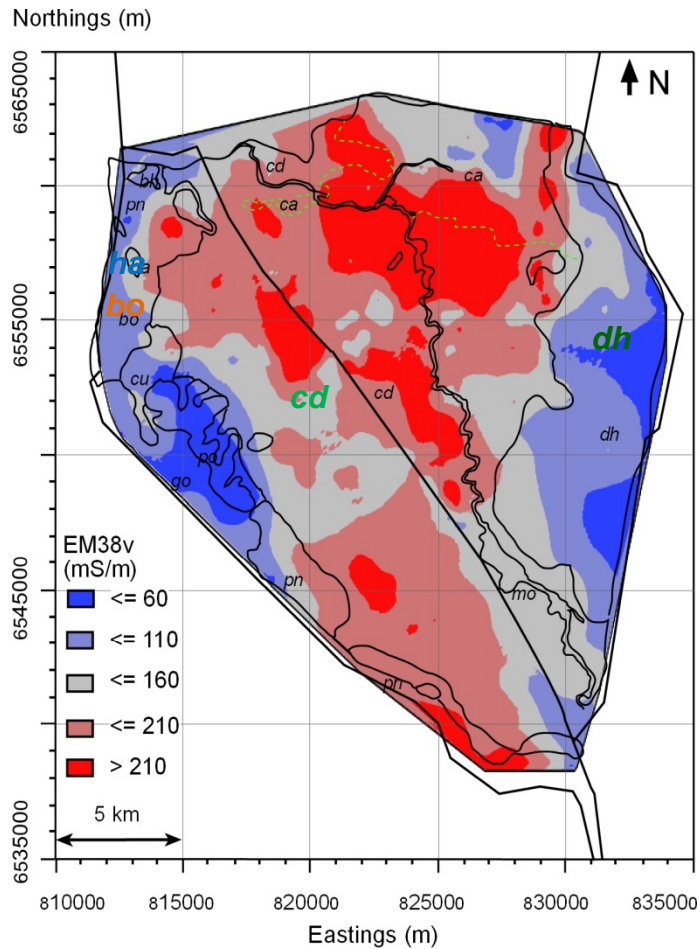 Northings (m)
N
6565000
cd
ca
bh
pn
ca
ha
bo
bo
6555000
dh
cu
cd
cd
dh
po
go
EM38v
(mS/m)
<= 60
<= 110
<= 160
<= 210
> 210
pn
mo
6545000
pn
5 km
6535000
810000 815000 820000 825000 830000 835000
Eastings (m)